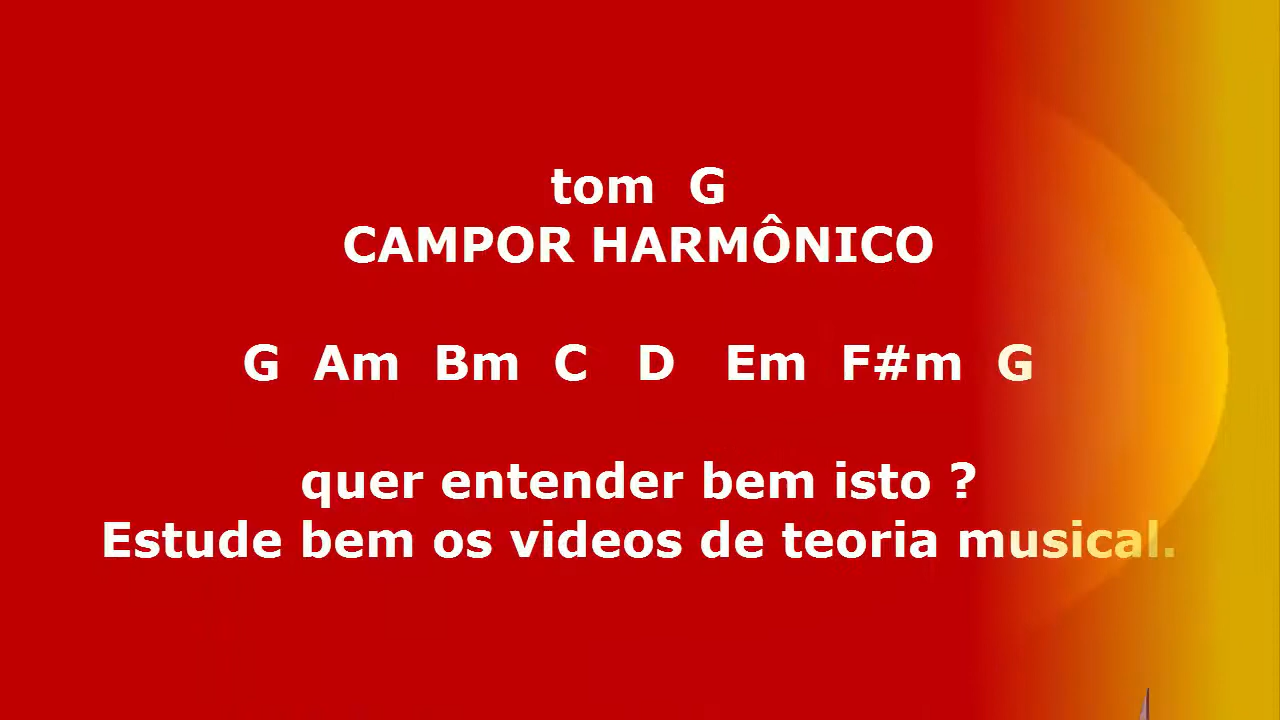 tom G
CAMPOR HARMÔNICO
G Am Bm C D Em F#m G
quer entender bem isto ?
Estude bem os videos de teoria musical.